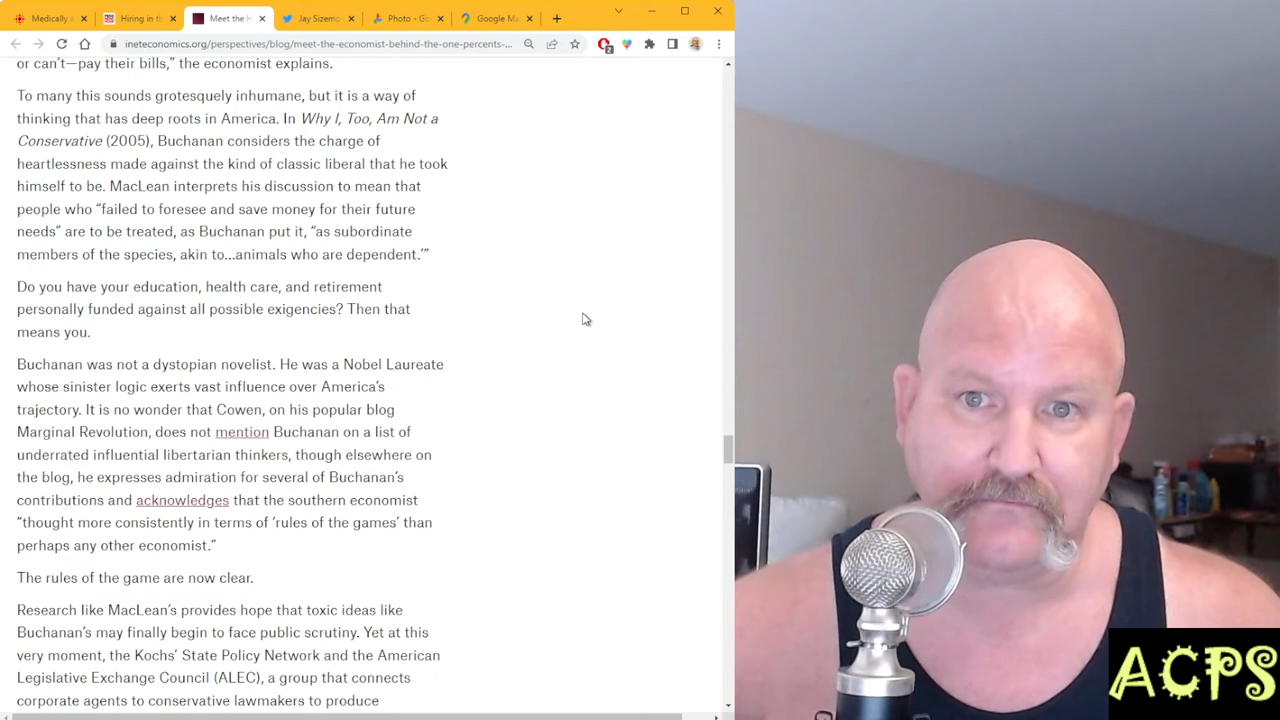 Medically A
Hiring in th
Meet the H
Jay Sizemo
Photo - Go
Google Ma
ineteconomics.org/perspectives/blog/meet-the-economist-behind-the-one-percents-...
2
or can't—pay their bills,” the economist explains.
To many this sounds grotesquely inhumane, but it is a way of
thinking that has deep roots in America. In Why I, Too, Am Not a
Conservative (2005), Buchanan considers the charge of
heartlessness made against the kind of classic liberal that he took
himself to be. MacLean interprets his discussion to mean that
people who “failed to foresee and save money for their future
needs” are to be treated, as Buchanan put it, “as subordinate
members of the species, akin to…animals who are dependent.’”
Do you have your education, health care, and retirement
personally funded against all possible exigencies? Then that
means you.
Buchanan was not a dystopian novelist. He was a Nobel Laureate
whose sinister logic exerts vast influence over America’s
trajectory. It is no wonder that Cowen, on his popular blog
Marginal Revolution, does not mention Buchanan on a list of
underrated influential libertarian thinkers, though elsewhere on
the blog, he expresses admiration for several of Buchanan’s
contributions and acknowledges that the southern economist
“thought more consistently in terms of ‘rules of the games’ than
perhaps any other economist.”
The rules of the game are now clear.
Research like MacLean’s provides hope that toxic ideas like
Buchanan’s may finally begin to face public scrutiny. Yet at this
very moment, the Kochs’ State Policy Network and the American
Legislative Exchange Council (ALEC), a group that connects
corporate agents to conservative lawmakers to produce
ACPS